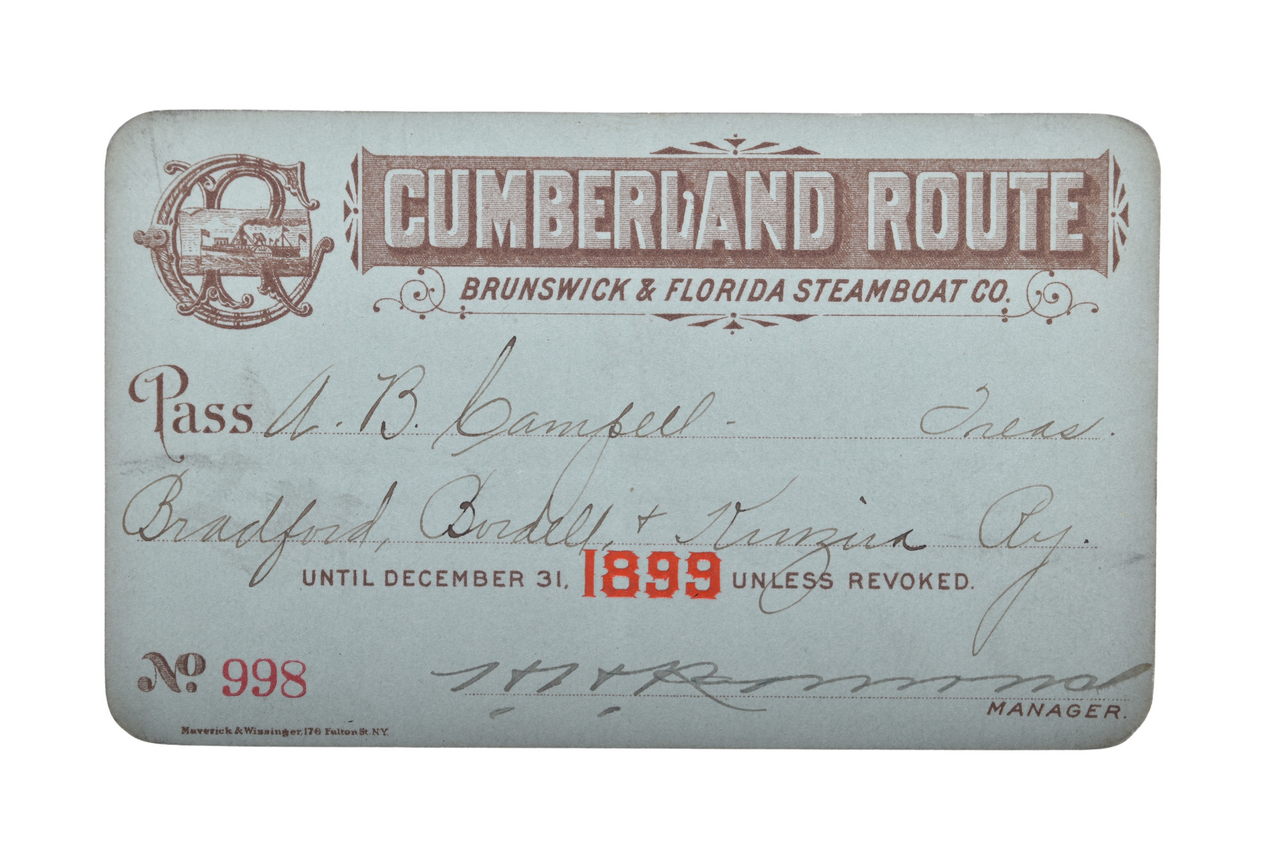 CR
CUMBERLAND ROUTE
BRUNSWICK & FLORIDA STEAMBOAT CO.
Pass A. B. Campell - Treas.
Bradford, Bordell, & Kinzua Ry.
UNTIL DECEMBER 31, 1899 UNLESS REVOKED.
No. 998
MANAGER.
Maverick & Wissinger, 176 Fulton St. N.Y.